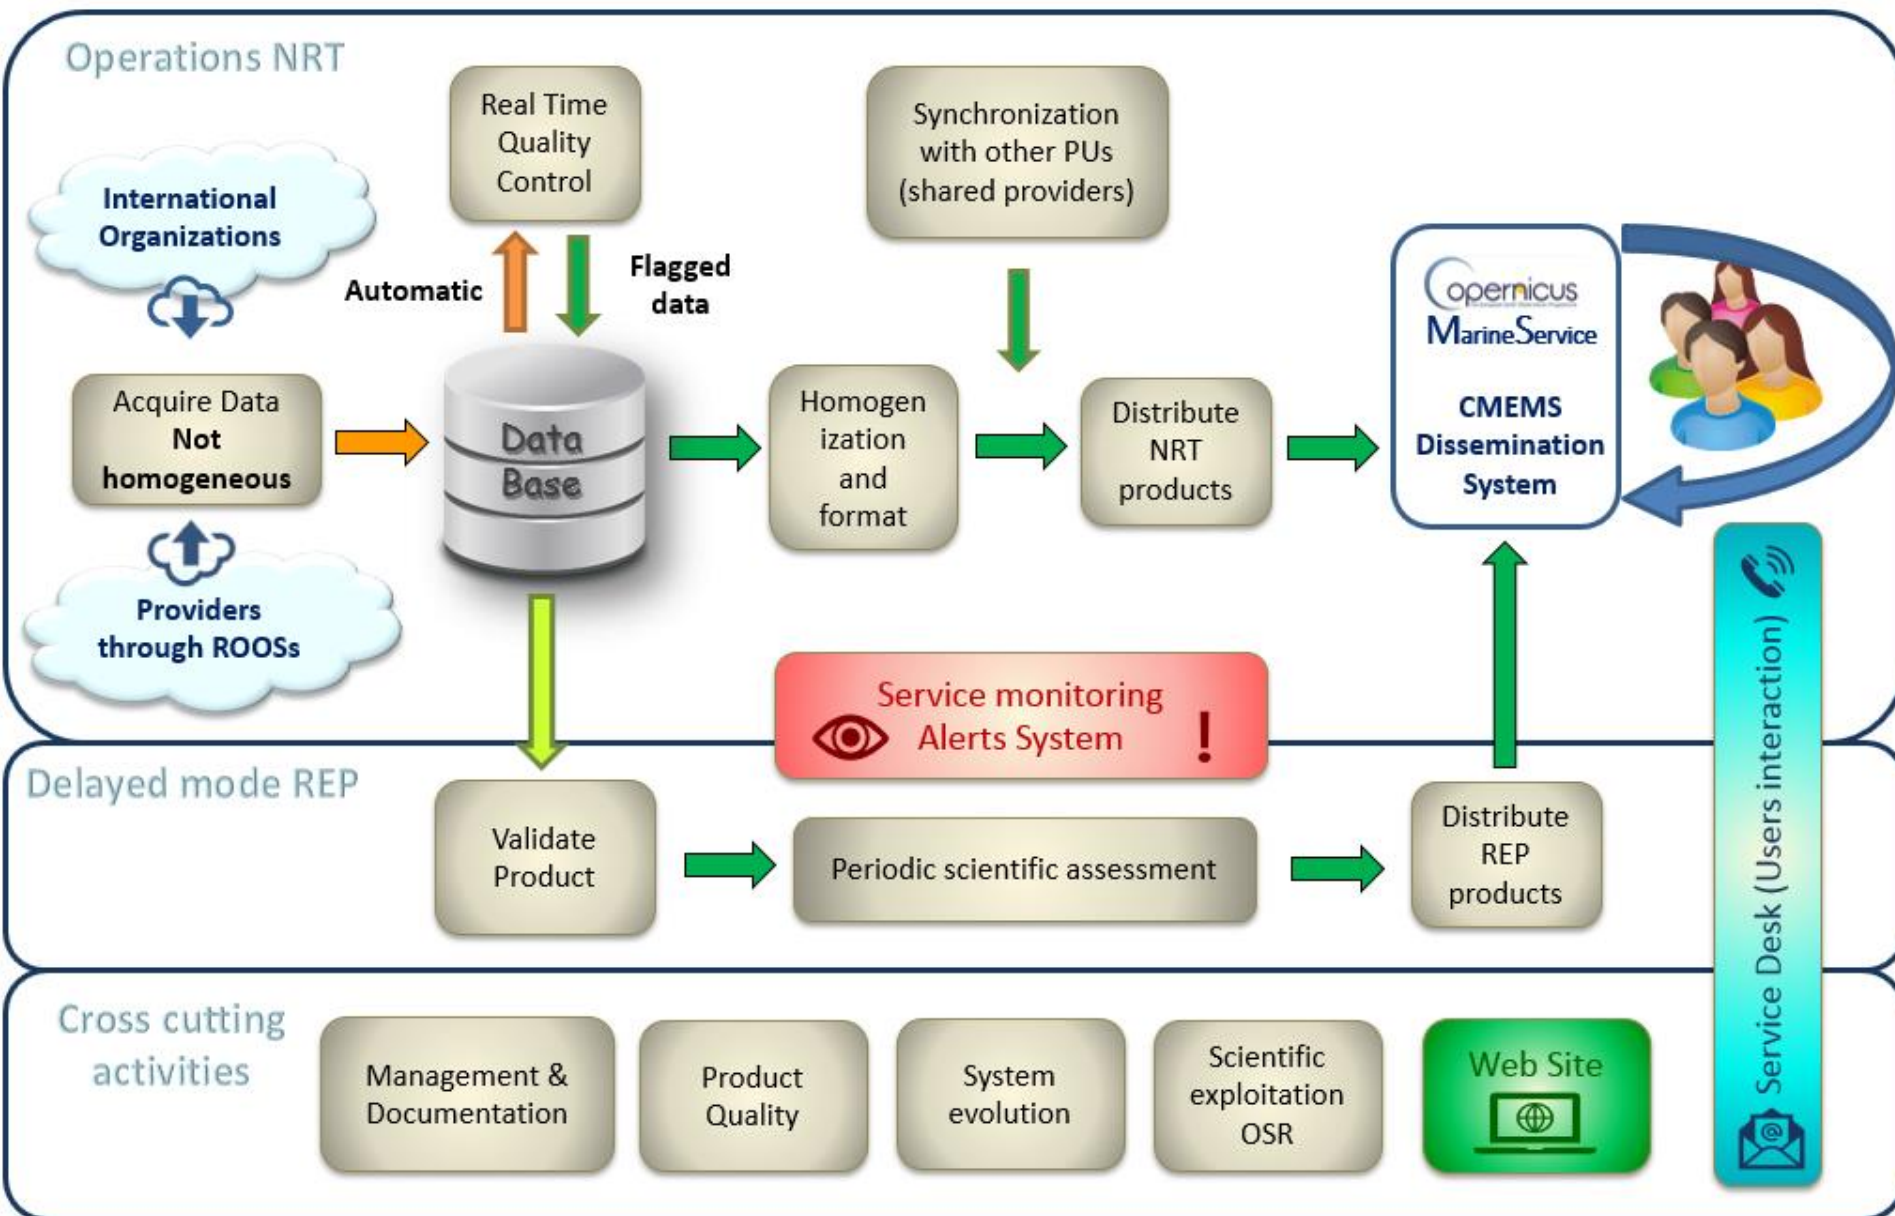 Operations NRT
International
Organizations
Real Time
Quality
Control
Synchronization
with other PUs
(shared providers)
Automatic
Flagged
data
Acquire Data
Not
homogeneous
Data
Base
Homogen
ization
and
format
Distribute
NRT
products
Copernicus
MarineService
CMEMS
Dissemination
System
Providers
through ROOSs
Service monitoring
Alerts System
!
Delayed mode REP
Validate
Product
Periodic scientific assessment
Distribute
REP
products
Service Desk (Users interaction)
@
Cross cutting
activities
Management &
Documentation
Product
Quality
System
evolution
Scientific
exploitation
OSR
Web Site